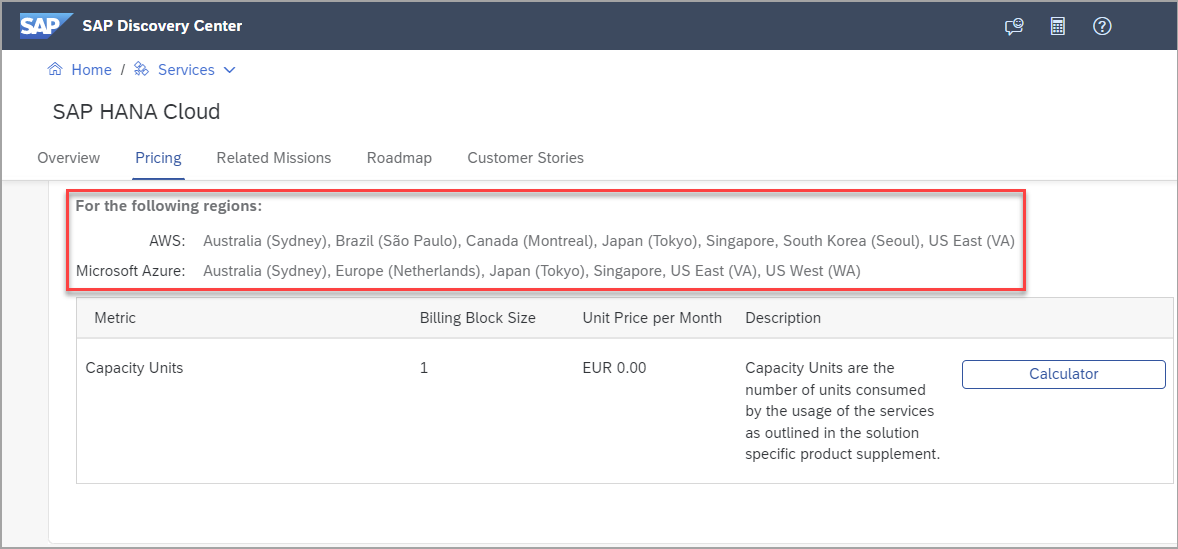 SAP SAP Discovery Center
Home / Services
SAP HANA Cloud
Overview Pricing Related Missions Roadmap Customer Stories
For the following regions:
AWS: Australia (Sydney), Brazil (São Paulo), Canada (Montreal), Japan (Tokyo), Singapore, South Korea (Seoul), US East (VA)
Microsoft Azure: Australia (Sydney), Europe (Netherlands), Japan (Tokyo), Singapore, US East (VA), US West (WA)
Metric Billing Block Size Unit Price per Month Description
Capacity Units 1 EUR 0.00 Capacity Units are the Calculator
number of units consumed
by the usage of the services
as outlined in the solution
specific product supplement.